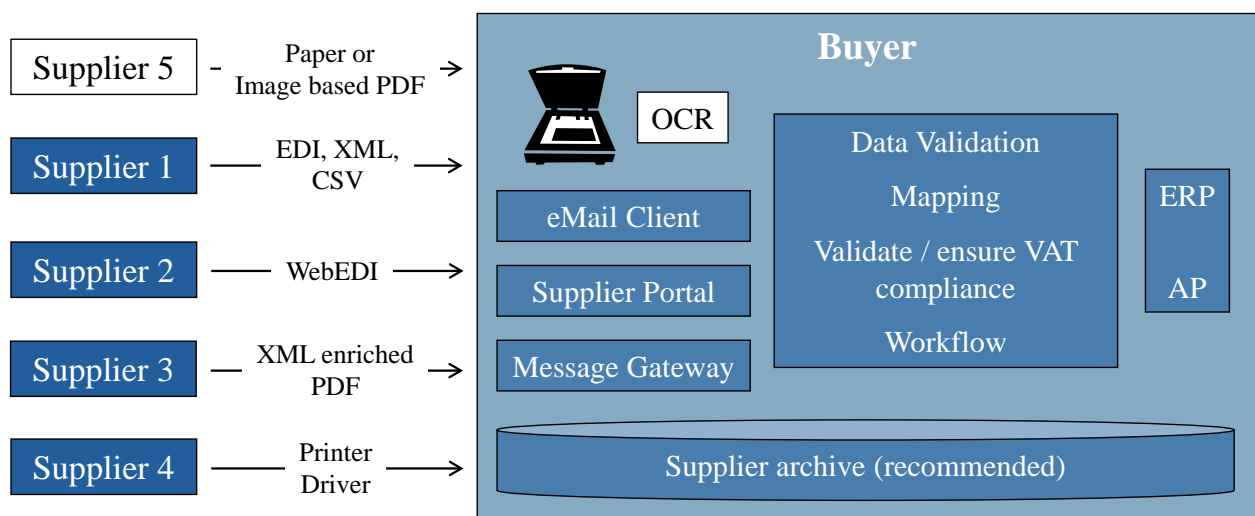 Supplier 5
Paper or
Image based PDF
Supplier 1
EDI, XML,
CSV
Supplier 2
WebEDI
Supplier 3
XML enriched
PDF
Supplier 4
Printer
Driver
Buyer
OCR
eMail Client
Supplier Portal
Message Gateway
Data Validation
Mapping
Validate / ensure VAT
compliance
Workflow
ERP
AP
Supplier archive (recommended)